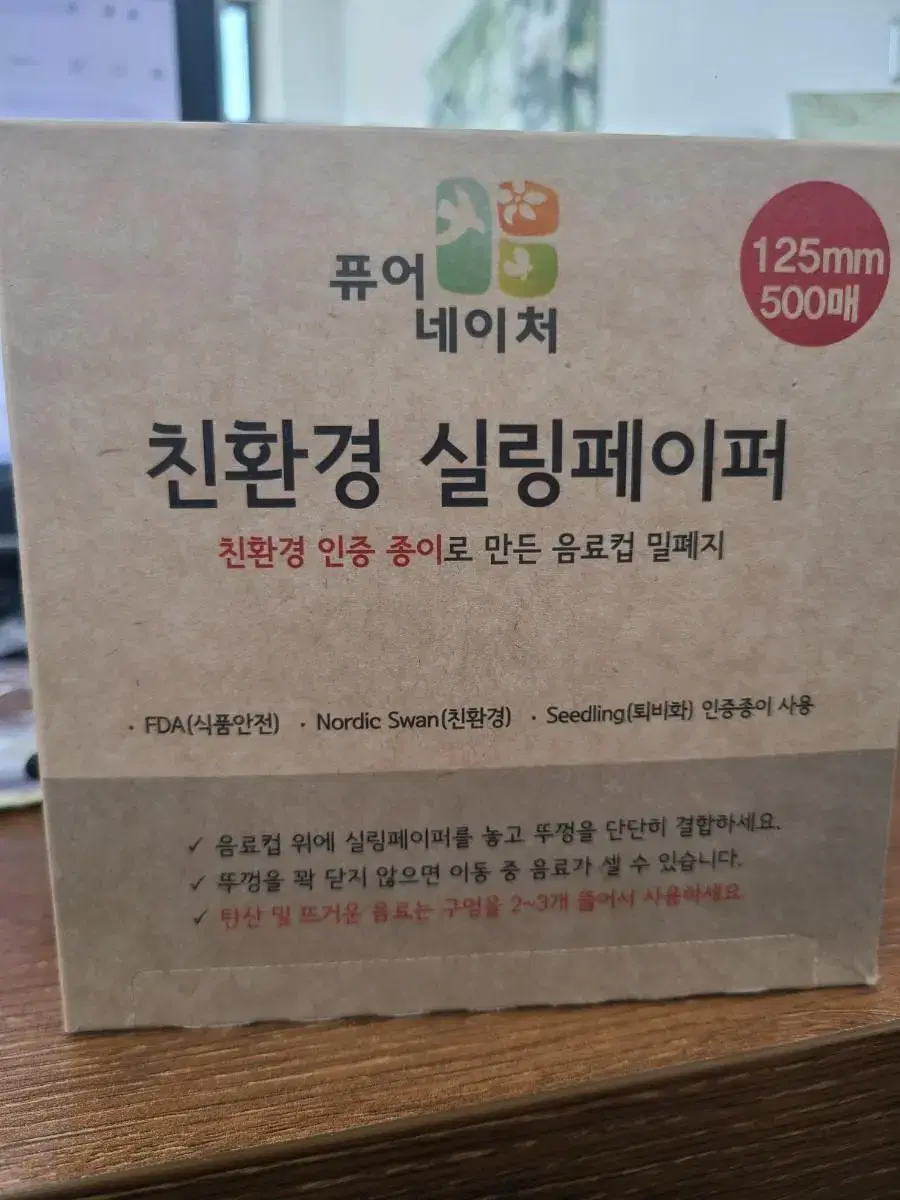 퓨어
네이처
125mm
500매
친환경 실링페이퍼
친환경 인증 종이로 만든 음료컵 밀폐지
· FDA(식품안전) · Nordic Swan(친환경) · Seedling(퇴비화) 인증종이 사용
✓ 음료컵 위에 실링페이퍼를 놓고 뚜껑을 단단히 결합하세요.
✓ 뚜껑을 꽉 닫지 않으면 이동 중 음료가 셀 수 있습니다.
✓ 탄산 및 뜨거운 음료는 구멍을 2~3개 뚫어서 사용하세요